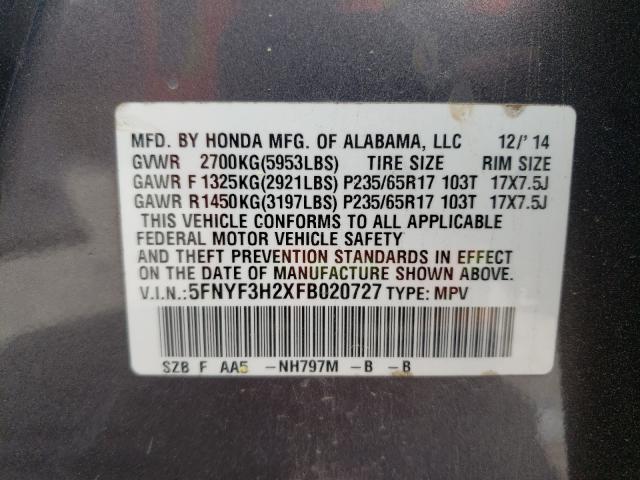 MFD. BY HONDA MFG. OF ALABAMA, LLC 12/'14
GVWR 2700KG(5953LBS) TIRE SIZE RIM SIZE
GAWR F 1325KG(2921LBS) P235/65R17 103T 17X7.5J
GAWR R1450KG(3197LBS) P235/65R17 103T 17X7.5J
THIS VEHICLE CONFORMS TO ALL APPLICABLE
FEDERAL MOTOR VEHICLE SAFETY
AND THEFT PREVENTION STANDARDS IN EFFECT
ON THE DATE OF MANUFACTURE SHOWN ABOVE.
V.I.N.:5FNYF3H2XFB020727 TYPE: MPV
SZB F AA5 -NH797M -B -B